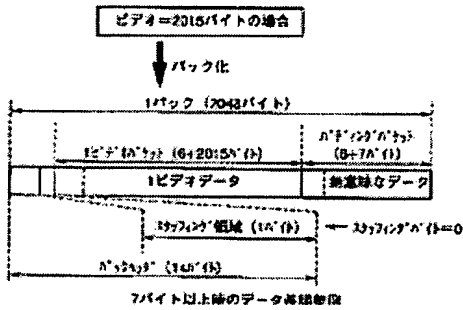 ビデオ=2015バイトの場合
パック化
1パック (2048バイト)
1ビデオパケット (6+2015バイト)
パディングパケット
(6+7バイト)
1ビデオデータ
無意味なデータ
スタッフィング領域 (1バイト)
スタッフィングバイト=0
パックヘッダ (14バイト)
7バイト以上時のデータ